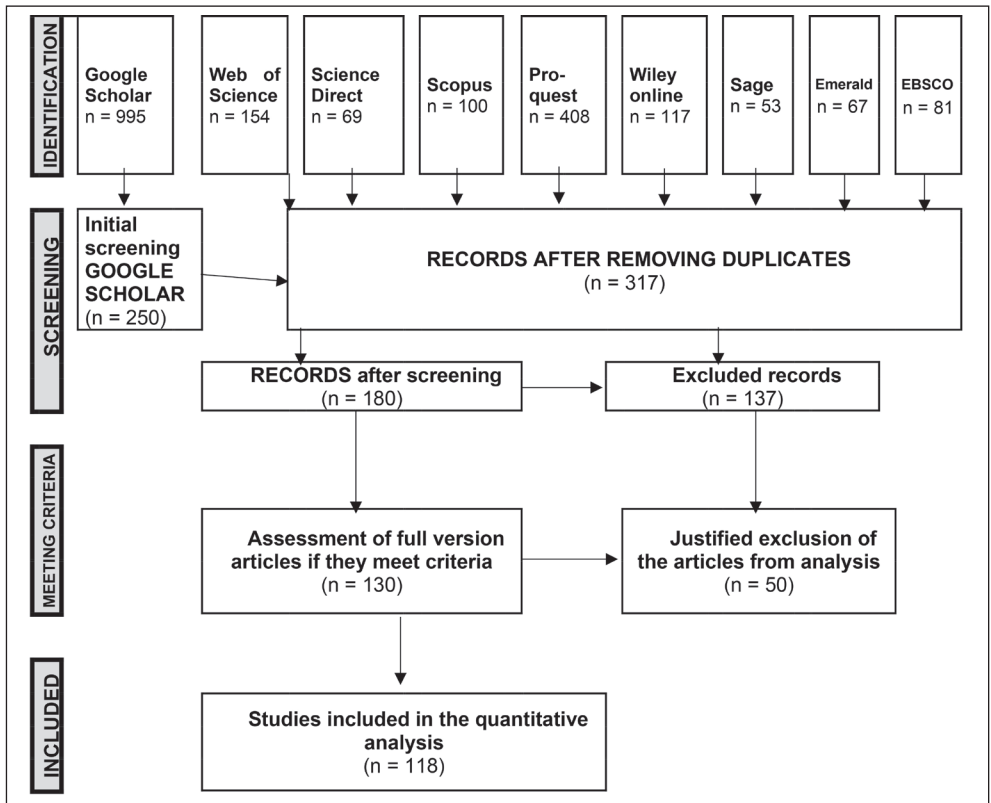 IDENTIFICATION
Google
Scholar
n = 995
Web of
Science
n = 154
Science
Direct
n = 69
Scopus
n = 100
Pro-
quest
n = 408
Wiley
online
n = 117
Sage
n = 53
Emerald
n = 67
EBSCO
n = 81
SCREENING
Initial
screening
GOOGLE
SCHOLAR
(n = 250)
RECORDS AFTER REMOVING DUPLICATES
(n = 317)
RECORDS after screening
(n = 180)
Excluded records
(n = 137)
MEETING CRITERIA
Assessment of full version
articles if they meet criteria
(n = 130)
Justified exclusion of
the articles from analysis
(n = 50)
INCLUDED
Studies included in the quantitative
analysis
(n = 118)